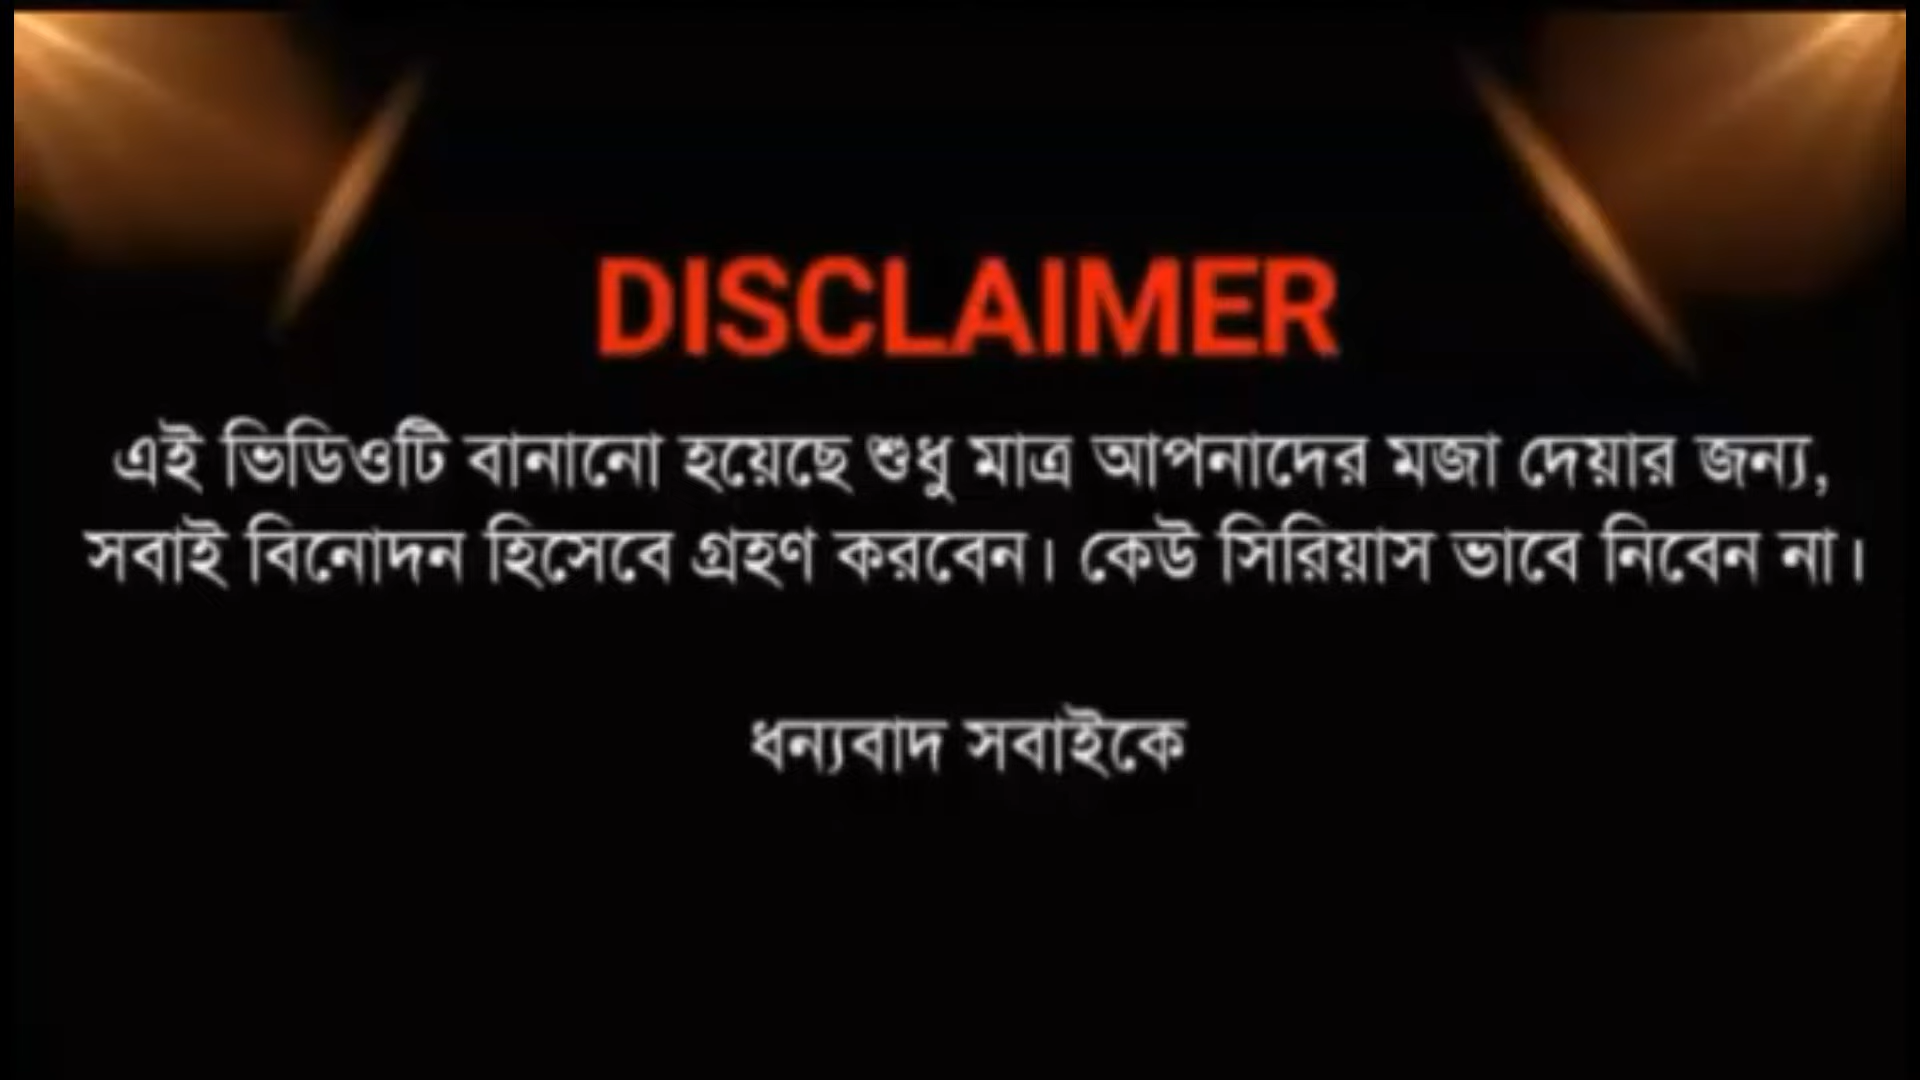 DISCLAIMER
এই ভিডিওটি বানানো হয়েছে শুধু মাত্র আপনাদের মজা দেয়ার জন্য,
সবাই বিনোদন হিসেবে গ্রহণ করবেন। কেউ সিরিয়াস ভাবে নিবেন না।
ধন্যবাদ সবাইকে